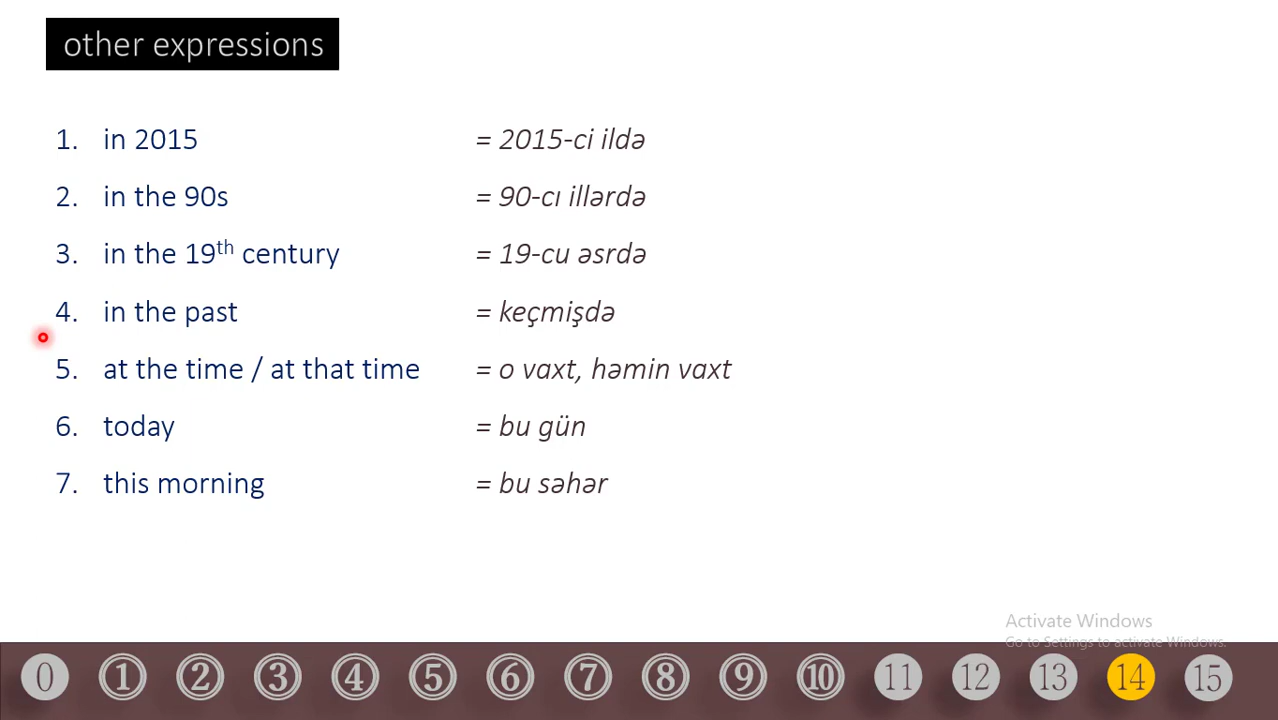 other expressions
1. in 2015 = 2015-ci ildə
2. in the 90s = 90-cı illərdə
3. in the 19th century = 19-cu əsrdə
4. in the past = keçmişdə
5. at the time / at that time = o vaxt, həmin vaxt
6. today = bu gün
7. this morning = bu səhər
Activate Windows
Go to Settings to activate Windows.
0 1 2 3 4 5 6 7 8 9 10 11 12 13 14 15